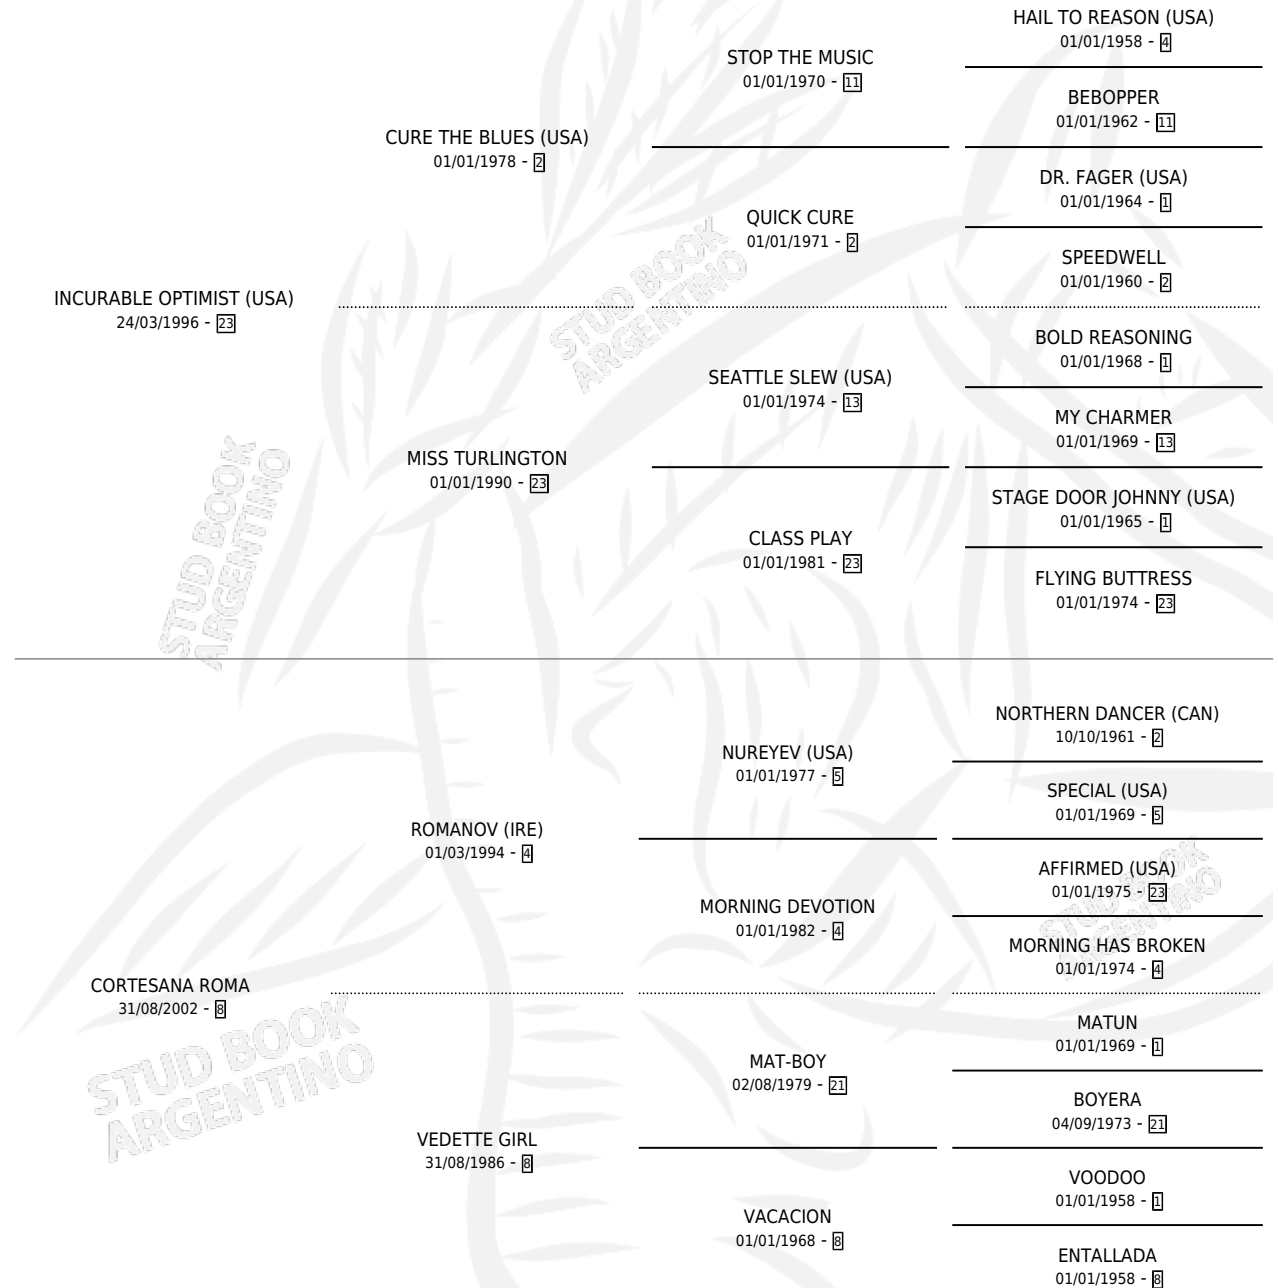 HAIL TO REASON (USA)
01/01/1958 - 4
STOP THE MUSIC
01/01/1970 - 11
BEBOPPER
01/01/1962 - 11
CURE THE BLUES (USA)
01/01/1978 - 2
DR. FAGER (USA)
01/01/1964 - 1
QUICK CURE
01/01/1971 - 2
SPEEDWELL
01/01/1960 - 2
INCURABLE OPTIMIST (USA)
24/03/1996 - 23
BOLD REASONING
01/01/1968 - 1
SEATTLE SLEW (USA)
01/01/1974 - 13
MY CHARMER
01/01/1969 - 13
MISS TURLINGTON
01/01/1990 - 23
STAGE DOOR JOHNNY (USA)
01/01/1965 - 1
CLASS PLAY
01/01/1981 - 23
FLYING BUTTRESS
01/01/1974 - 23
NORTHERN DANCER (CAN)
10/10/1961 - 2
NUREYEV (USA)
01/01/1977 - 5
SPECIAL (USA)
01/01/1969 - 5
ROMANOV (IRE)
01/03/1994 - 4
AFFIRMED (USA)
01/01/1975 - 23
MORNING DEVOTION
01/01/1982 - 4
MORNING HAS BROKEN
01/01/1974 - 4
CORTESANA ROMA
31/08/2002 - 8
MATUN
01/01/1969 - 1
MAT-BOY
02/08/1979 - 21
BOYERA
04/09/1973 - 21
VEDETTE GIRL
31/08/1986 - 8
VOODOO
01/01/1958 - 1
VACACION
01/01/1968 - 8
ENTALLADA
01/01/1958 - 8
STUD BOOK
ARGENTINO
STUD BOOK
ARGENTINO
STUD BOOK
ARGENTINO
STUD BOOK
ARGENTINO